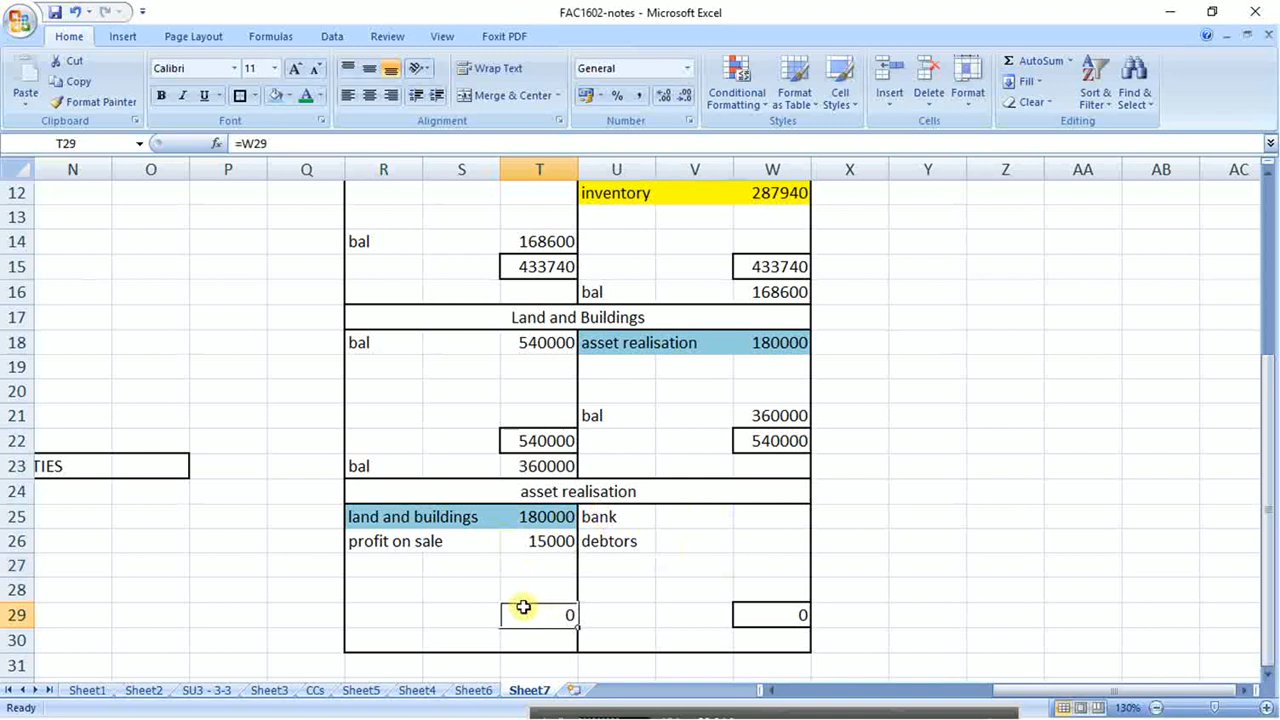 FAC1602-notes - Microsoft Excel
Home Insert Page Layout Formulas Data Review View Foxit PDF
Paste
Cut
Copy
Format Painter
Clipboard
Calibri 11
B I U
Font
Wrap Text
Merge & Center
Alignment
General
Number
Conditional Formatting
Format as Table
Cell Styles
Styles
Insert Delete Format
Cells
AutoSum
Fill
Clear
Sort & Filter
Find & Select
Editing
T29 fx =W29
N O P Q R S T U V W X Y Z AA AB AC
12 inventory 287940
13
14 bal 168600
15 433740 433740
16 bal 168600
17 Land and Buildings
18 bal 540000 asset realisation 180000
19
20
21 bal 360000
22 540000 540000
23 TIES bal 360000
24 asset realisation
25 land and buildings 180000 bank
26 profit on sale 15000 debtors
27
28
29 0 0
30
31
Sheet1 Sheet2 SU3 - 3-3 Sheet3 CCs Sheet5 Sheet4 Sheet6 Sheet7
Ready 130%